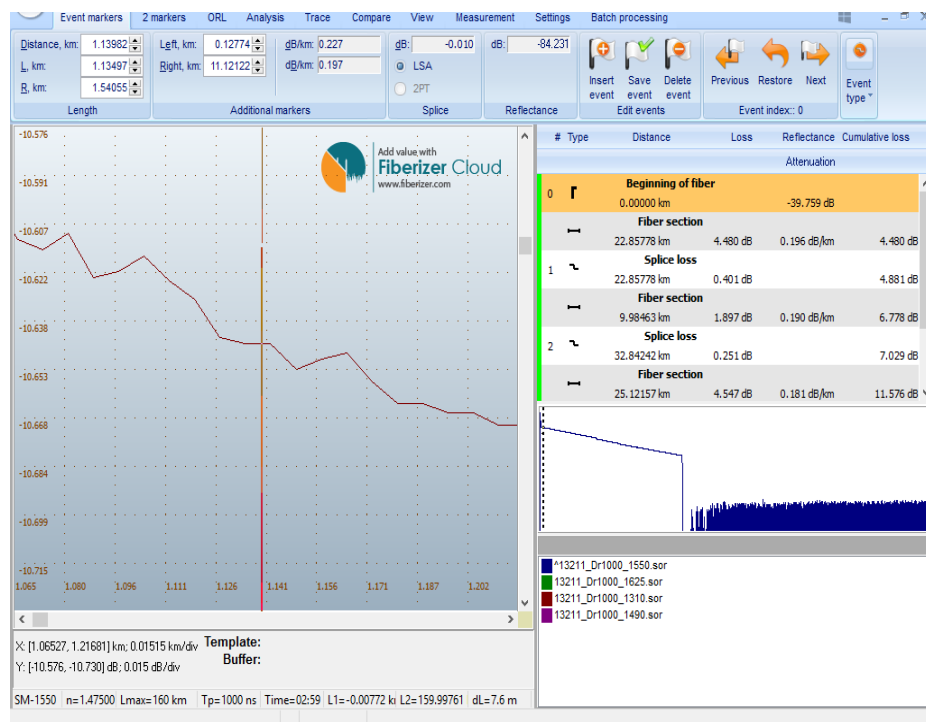 Event markers 2 markers ORL Analysis Trace Compare View Measurement Settings Batch processing
Distance, km: 1.13982 Left, km: 0.12774 dB/km: 0.227 dB: -0.010 dB: -84.231
L, km: 1.13497 Right, km: 11.12122 dB/km: 0.197 LSA
R, km: 1.54055 2PT
Insert event Save event Delete event Previous Restore Next Event type
Length Additional markers Splice Reflectance Edit events Event index:: 0
# Type Distance Loss Reflectance Cumulative loss
Attenuation
0 Beginning of fiber
0.00000 km -39.759 dB
Fiber section
22.85778 km 4.480 dB 0.196 dB/km 4.480 dB
1 Splice loss
22.85778 km 0.401 dB 4.881 dB
Fiber section
9.98463 km 1.897 dB 0.190 dB/km 6.778 dB
2 Splice loss
32.84242 km 0.251 dB 7.029 dB
Fiber section
25.12157 km 4.547 dB 0.181 dB/km 11.576 dB
Add value with
Fiberizer Cloud
www.fiberizer.com
-10.576
-10.591
-10.607
-10.622
-10.638
-10.653
-10.668
-10.684
-10.699
-10.715
1.065 1.080 1.096 1.111 1.126 1.141 1.156 1.171 1.187 1.202
^13211_Dr1000_1550.sor
13211_Dr1000_1625.sor
13211_Dr1000_1310.sor
13211_Dr1000_1490.sor
X: [1.06527, 1.21681] km; 0.01515 km/div Template:
Y: [-10.576, -10.730] dB; 0.015 dB/div Buffer:
SM-1550 n=1.47500 Lmax=160 km Tp=1000 ns Time=02:59 L1=-0.00772 k L2=159.99761 dL=7.6 m